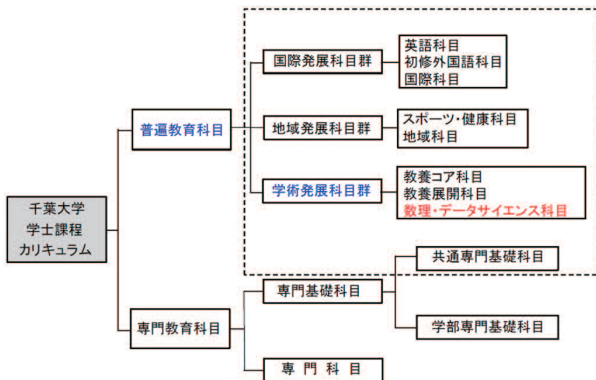 千葉大学
学士課程
カリキュラム
普遍教育科目
国際発展科目群
英語科目
初修外国語科目
国際科目
地域発展科目群
スポーツ・健康科目
地域科目
学術発展科目群
教養コア科目
教養展開科目
数理・データサイエンス科目
専門教育科目
専門基礎科目
共通専門基礎科目
学部専門基礎科目
専 門 科 目